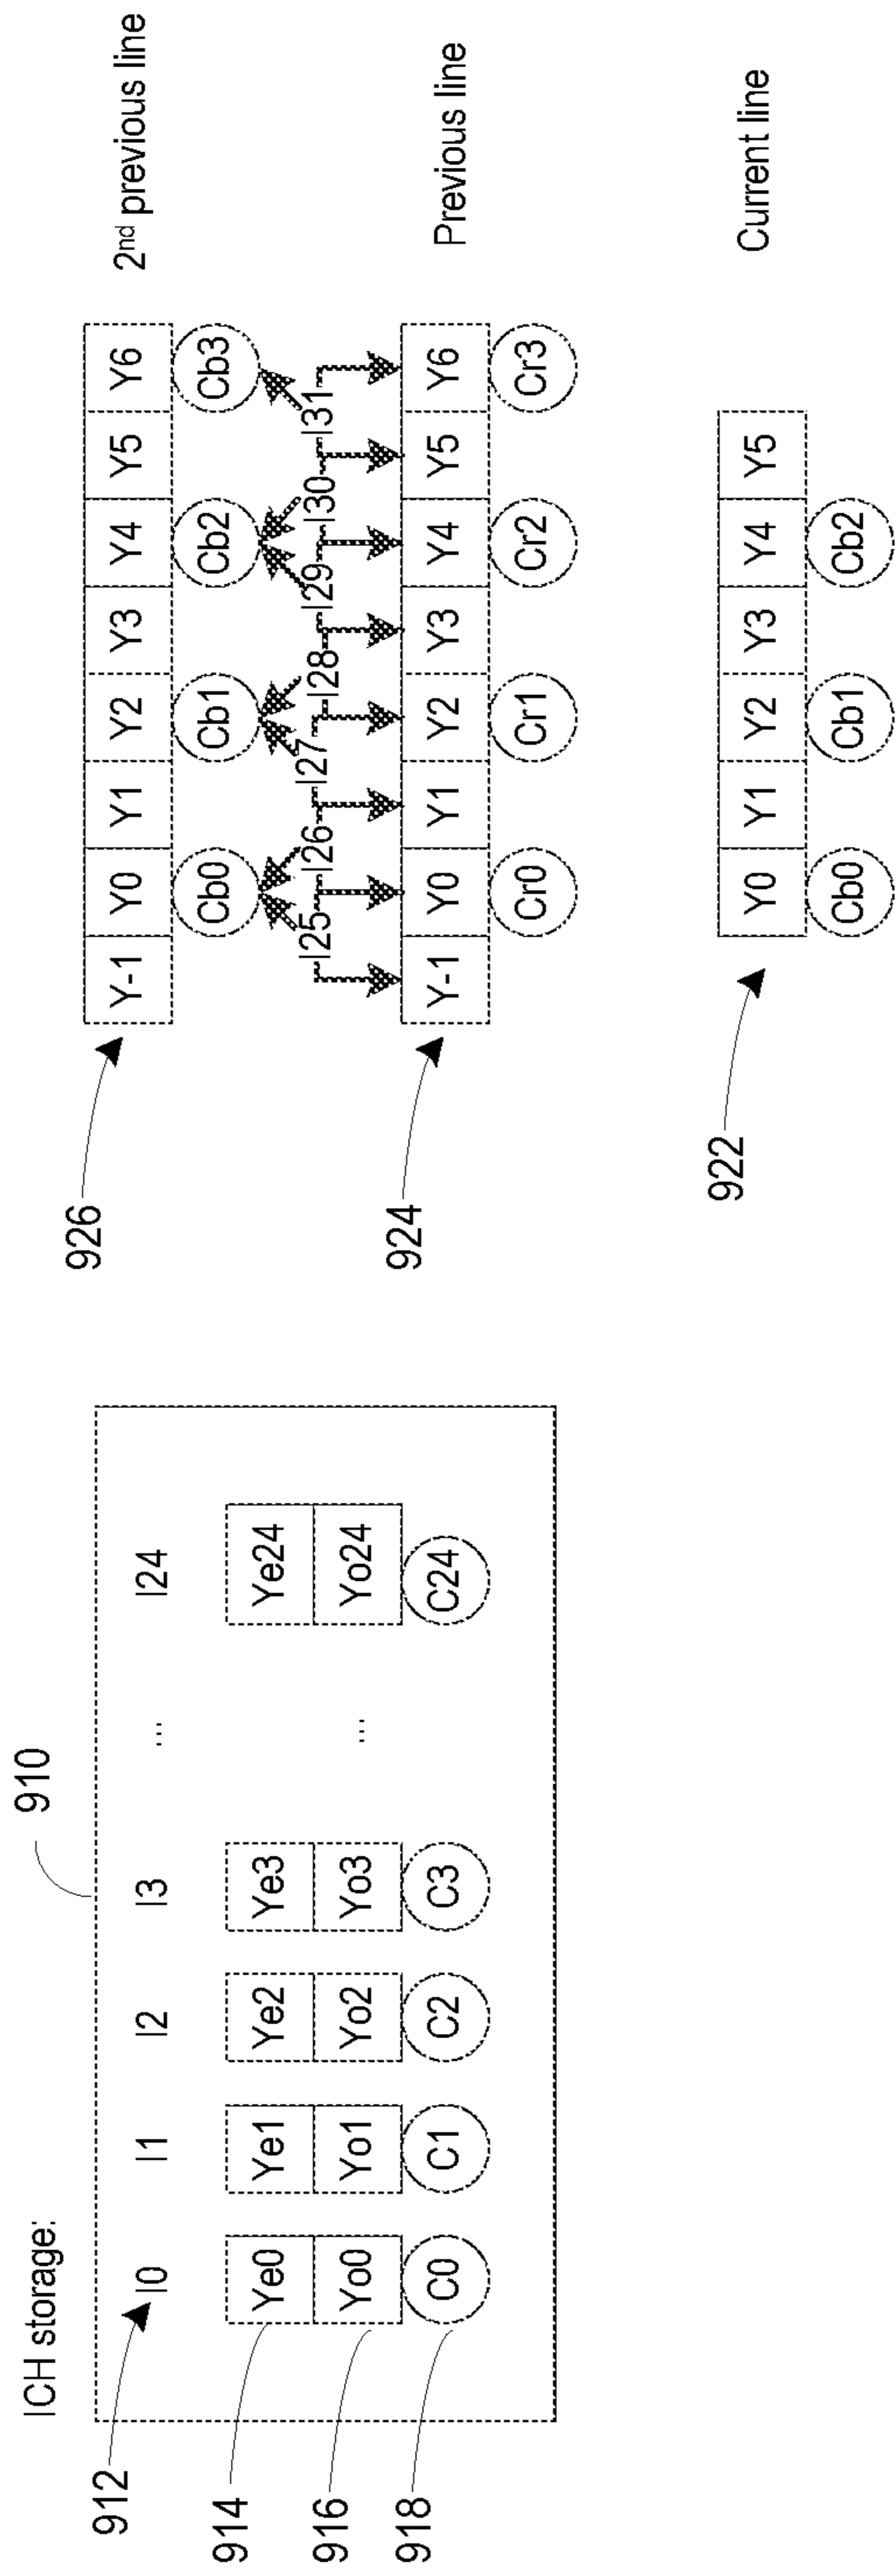 ICH storage:
910
912
I0 I1 I2 I3 ... I24
914
Ye0 Ye1 Ye2 Ye3 Ye24
916
Yo0 Yo1 Yo2 Yo3 ... Yo24
918
C0 C1 C2 C3 C24
926
Y-1 Y0 Y1 Y2 Y3 Y4 Y5 Y6
2nd previous line
Cb0 Cb1 Cb2 Cb3
I25 I26 I27 I28 I29 I30 I31
924
Y-1 Y0 Y1 Y2 Y3 Y4 Y5 Y6
Previous line
Cr0 Cr1 Cr2 Cr3
922
Y0 Y1 Y2 Y3 Y4 Y5
Current line
Cb0 Cb1 Cb2